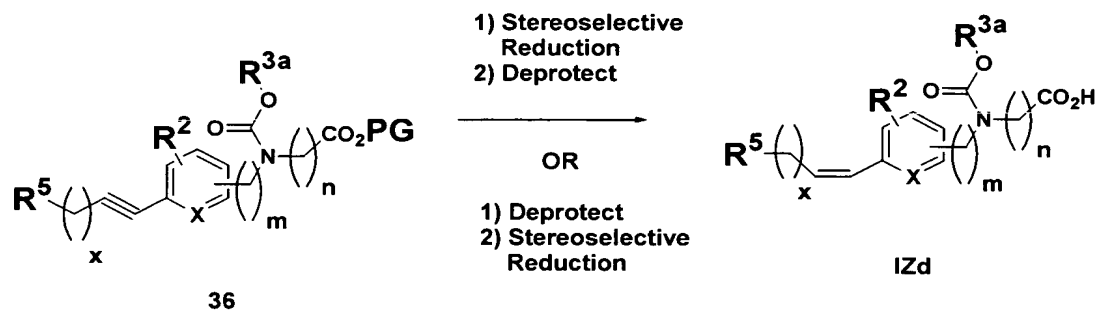 1) Stereoselective
Reduction
2) Deprotect
OR
1) Deprotect
2) Stereoselective
Reduction
R5
( )x
R2
X
( )m
N
O
O
R3a
( )n
CO2PG
36
R5
( )x
R2
X
( )m
N
O
O
R3a
( )n
CO2H
IZd